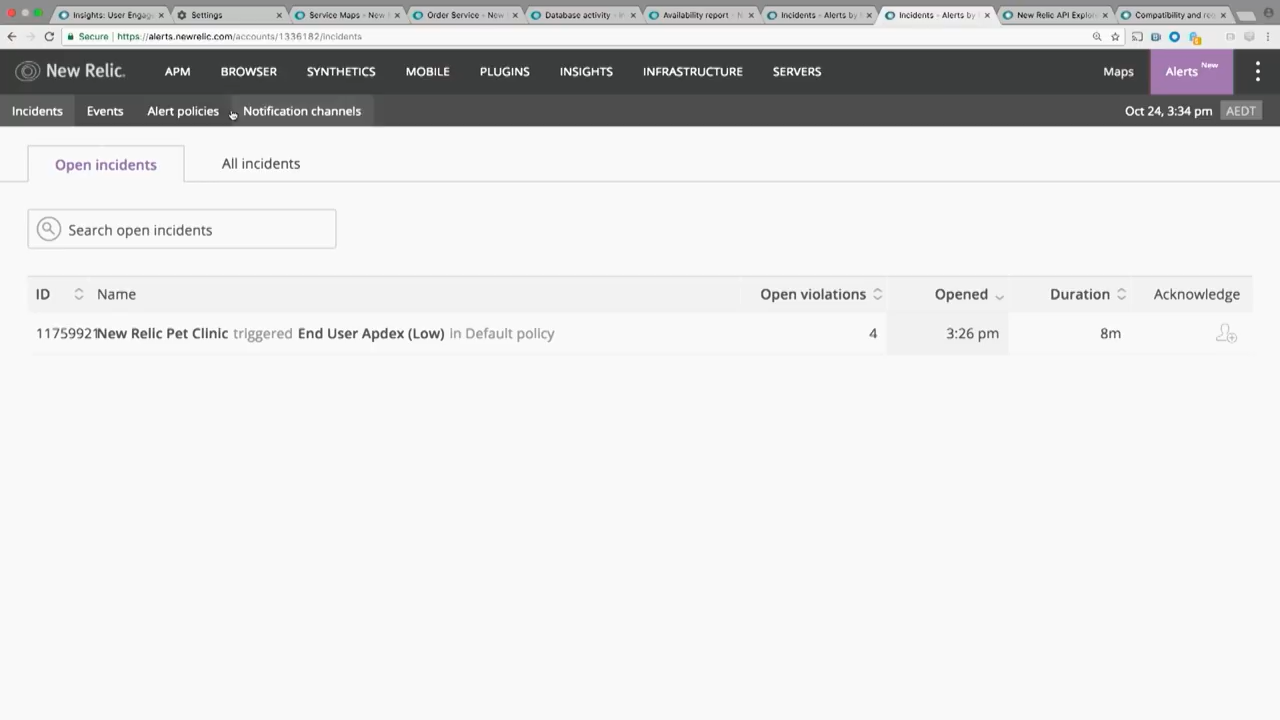 Insights: User Engag
Settings
Service Maps - New
Order Service - New
Database activity - I
Availability report - N
Incidents - Alerts by
Incidents - Alerts by
New Relic API Explor
Compatibility and re
Secure | https://alerts.newrelic.com/accounts/1336182/incidents
New Relic.
APM
BROWSER
SYNTHETICS
MOBILE
PLUGINS
INSIGHTS
INFRASTRUCTURE
SERVERS
Maps
Alerts New
Incidents
Events
Alert policies
Notification channels
Oct 24, 3:34 pm AEDT
Open incidents
All incidents
Search open incidents
ID Name Open violations Opened Duration Acknowledge
11759921 New Relic Pet Clinic triggered End User Apdex (Low) In Default policy 4 3:26 pm 8m